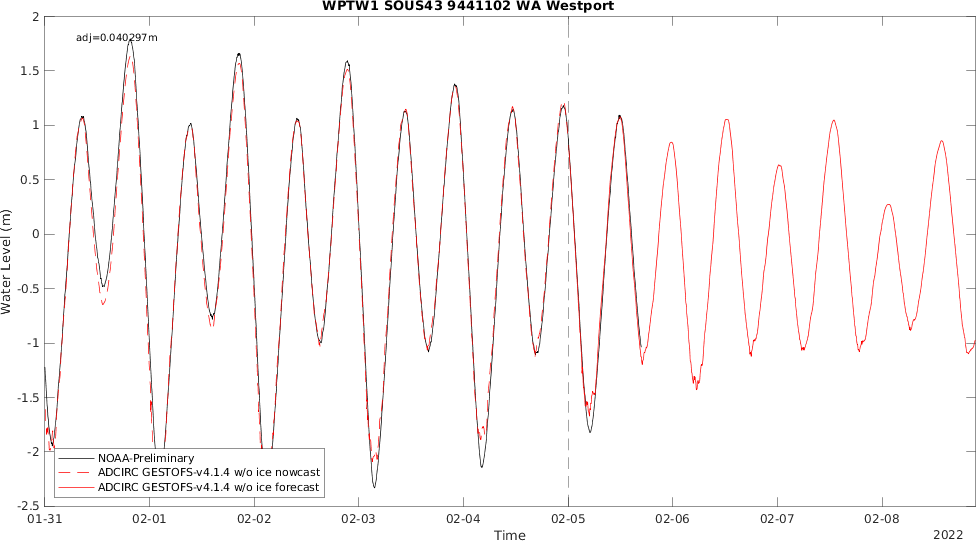 WPTW1 SOUS43 9441102 WA Westport
adj=0.040297m
2
1.5
1
0.5
0
-0.5
-1
-1.5
-2
-2.5
Water Level (m)
NOAA-Preliminary
ADCIRC GESTOFS-v4.1.4 w/o ice nowcast
ADCIRC GESTOFS-v4.1.4 w/o ice forecast
01-31 02-01 02-02 02-03 02-04 02-05 02-06 02-07 02-08
Time
2022